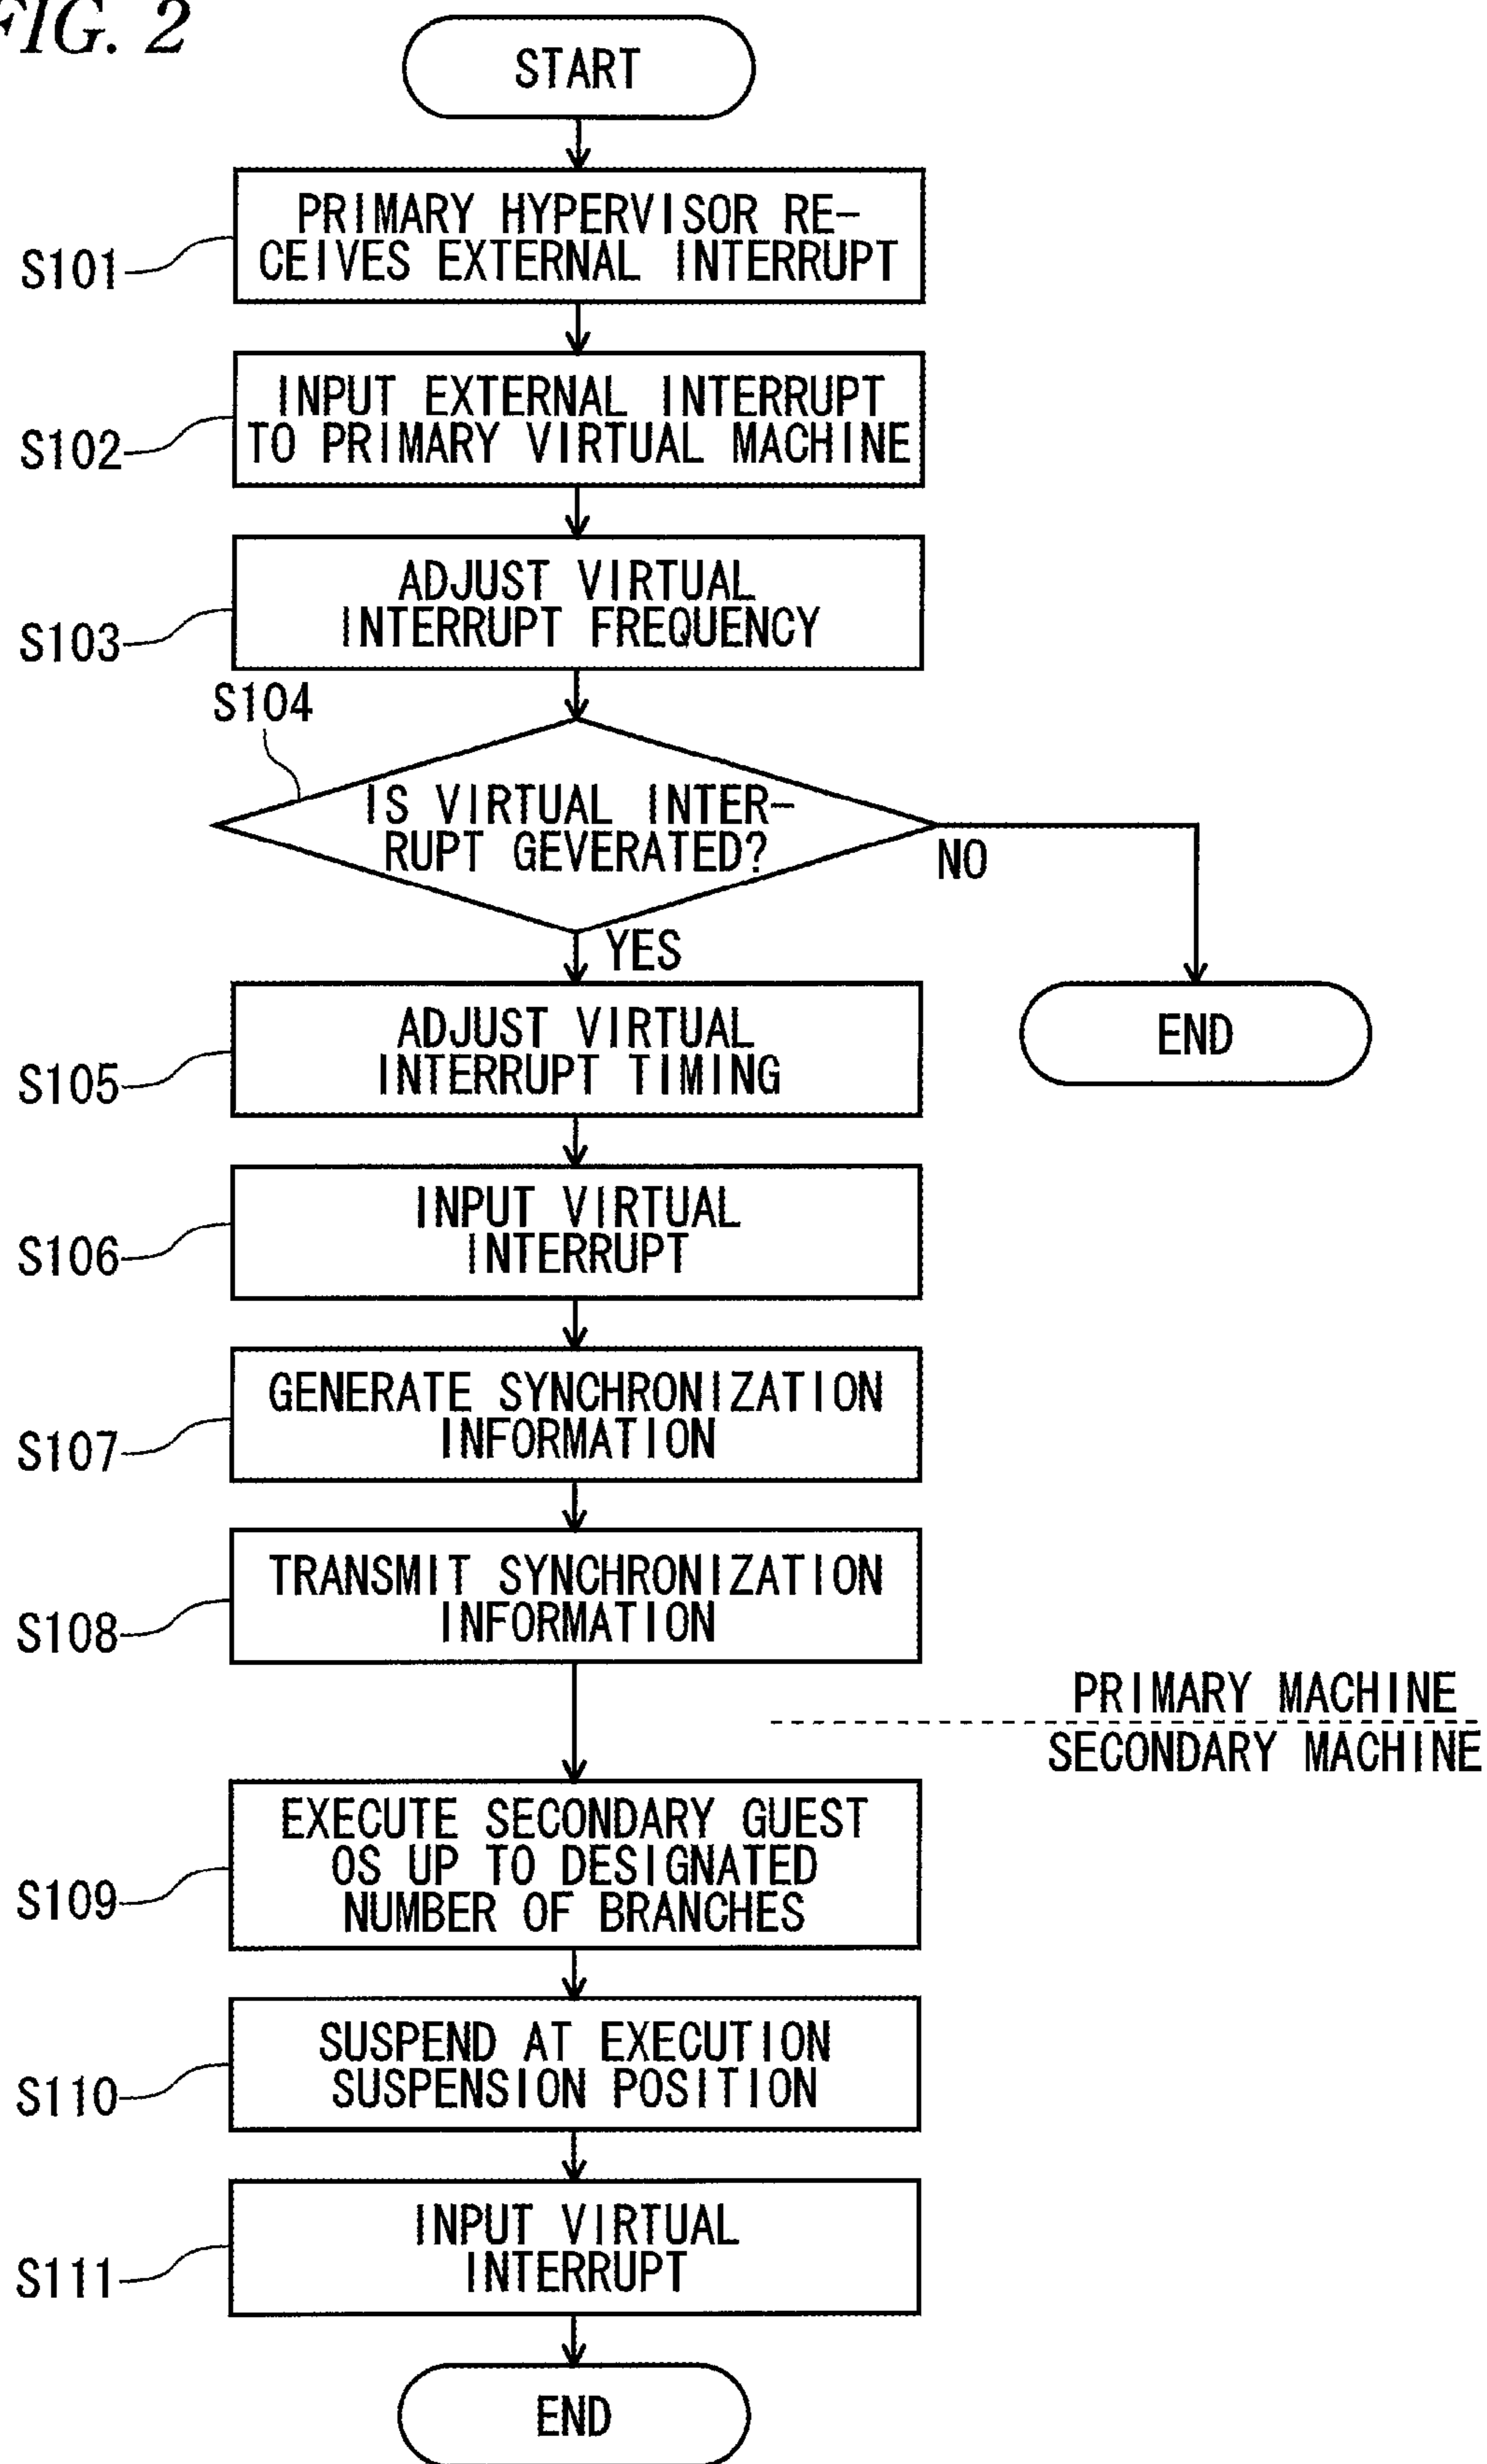 FIG. 2
START
S101
PRIMARY HYPERVISOR RE-
CEIVES EXTERNAL INTERRUPT
S102
INPUT EXTERNAL INTERRUPT
TO PRIMARY VIRTUAL MACHINE
S103
ADJUST VIRTUAL
INTERRUPT FREQUENCY
S104
IS VIRTUAL INTER-
RUPT GEVERATED?
NO
YES
END
S105
ADJUST VIRTUAL
INTERRUPT TIMING
S106
INPUT VIRTUAL
INTERRUPT
S107
GENERATE SYNCHRONIZATION
INFORMATION
S108
TRANSMIT SYNCHRONIZATION
INFORMATION
PRIMARY MACHINE
SECONDARY MACHINE
S109
EXECUTE SECONDARY GUEST
OS UP TO DESIGNATED
NUMBER OF BRANCHES
S110
SUSPEND AT EXECUTION
SUSPENSION POSITION
S111
INPUT VIRTUAL
INTERRUPT
END